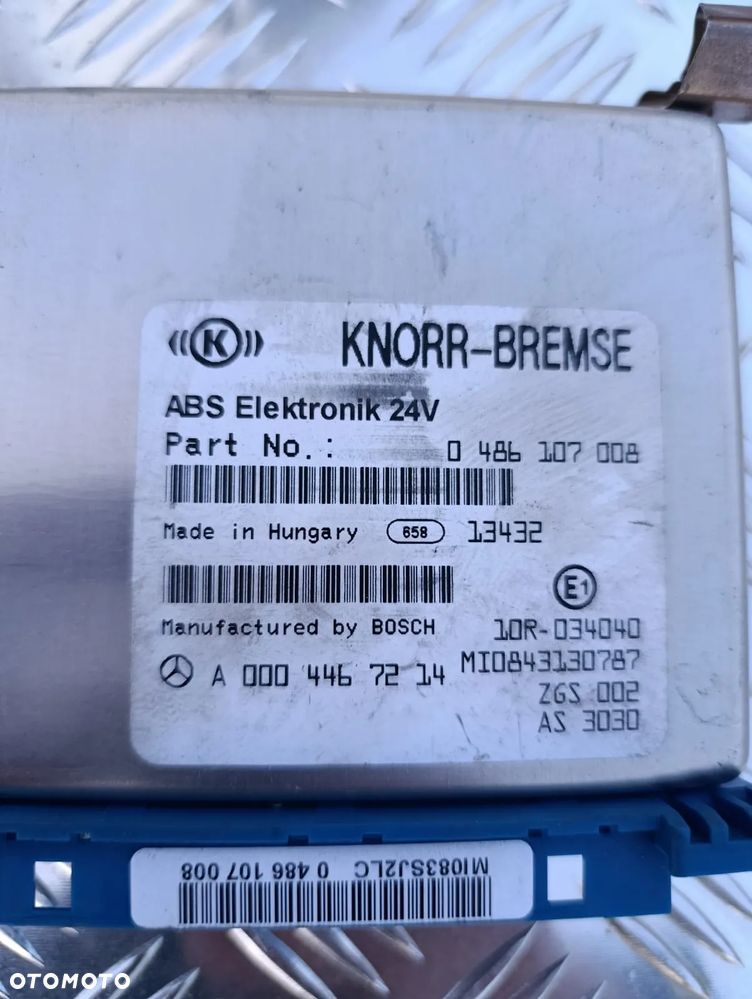 K KNORR-BREMSE
ABS Elektronik 24V
Part No.: 0 486 107 008
Made in Hungary 658 13432
E1
Manufactured by BOSCH 10R-034040
A 000 446 72 14 MI0843130787
ZGS 002
AS 3030
MI083SJ2LC 0 486 107 008
OTOMOTO